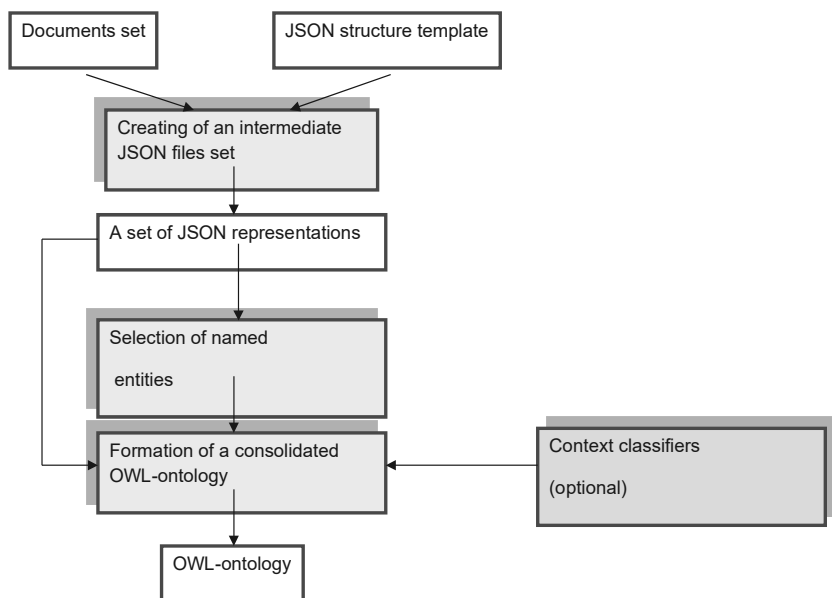 Documents set
JSON structure template
Creating of an intermediate
JSON files set
A set of JSON representations
Selection of named
entities
Formation of a consolidated
OWL-ontology
Context classifiers
(optional)
OWL-ontology